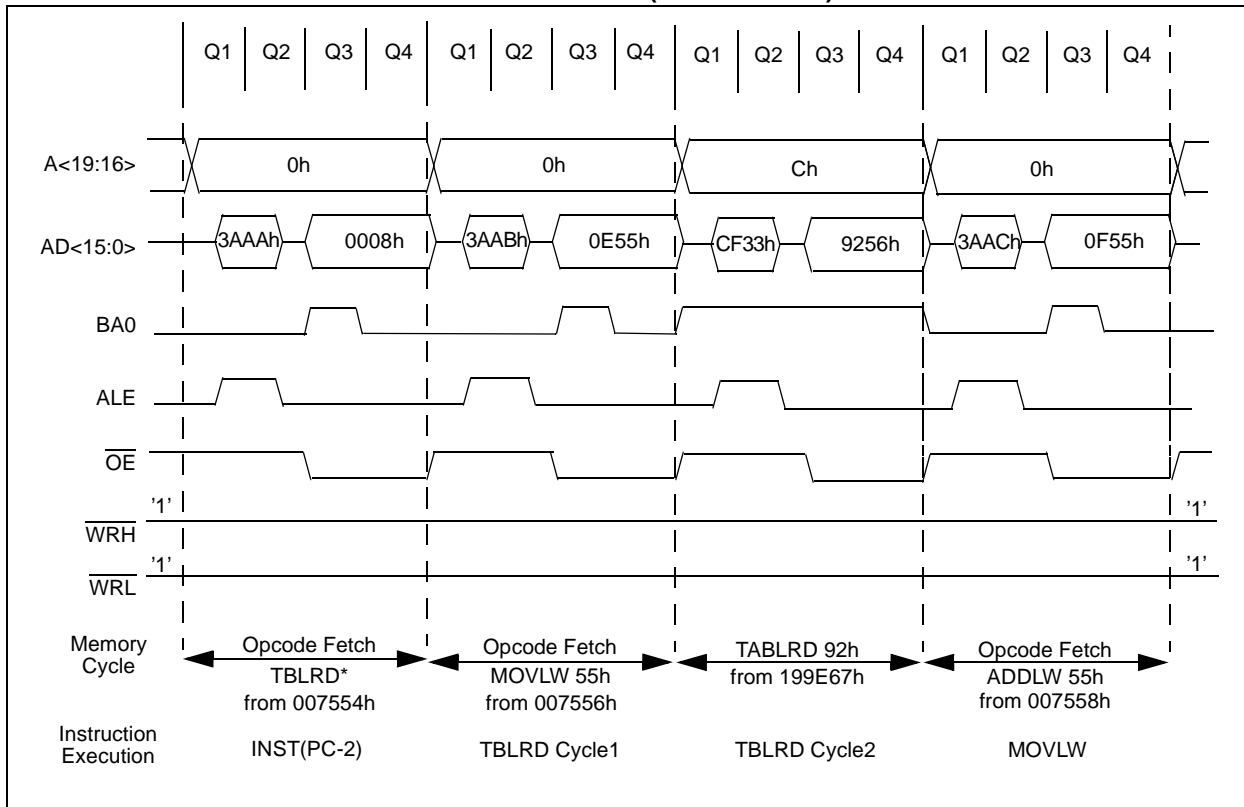 Q1 Q2 Q3 Q4 Q1 Q2 Q3 Q4 Q1 Q2 Q3 Q4 Q1 Q2 Q3 Q4
A<19:16> 0h 0h Ch 0h
AD<15:0> 3AAAh 0008h 3AABh 0E55h CF33h 9256h 3AACh 0F55h
BA0
ALE
OE
'1' '1'
WRH
'1' '1'
WRL
Memory Cycle
Opcode Fetch
TBLRD*
from 007554h
Opcode Fetch
MOVLW 55h
from 007556h
TABLRD 92h
from 199E67h
Opcode Fetch
ADDLW 55h
from 007558h
Instruction Execution
INST(PC-2) TBLRD Cycle1 TBLRD Cycle2 MOVLW